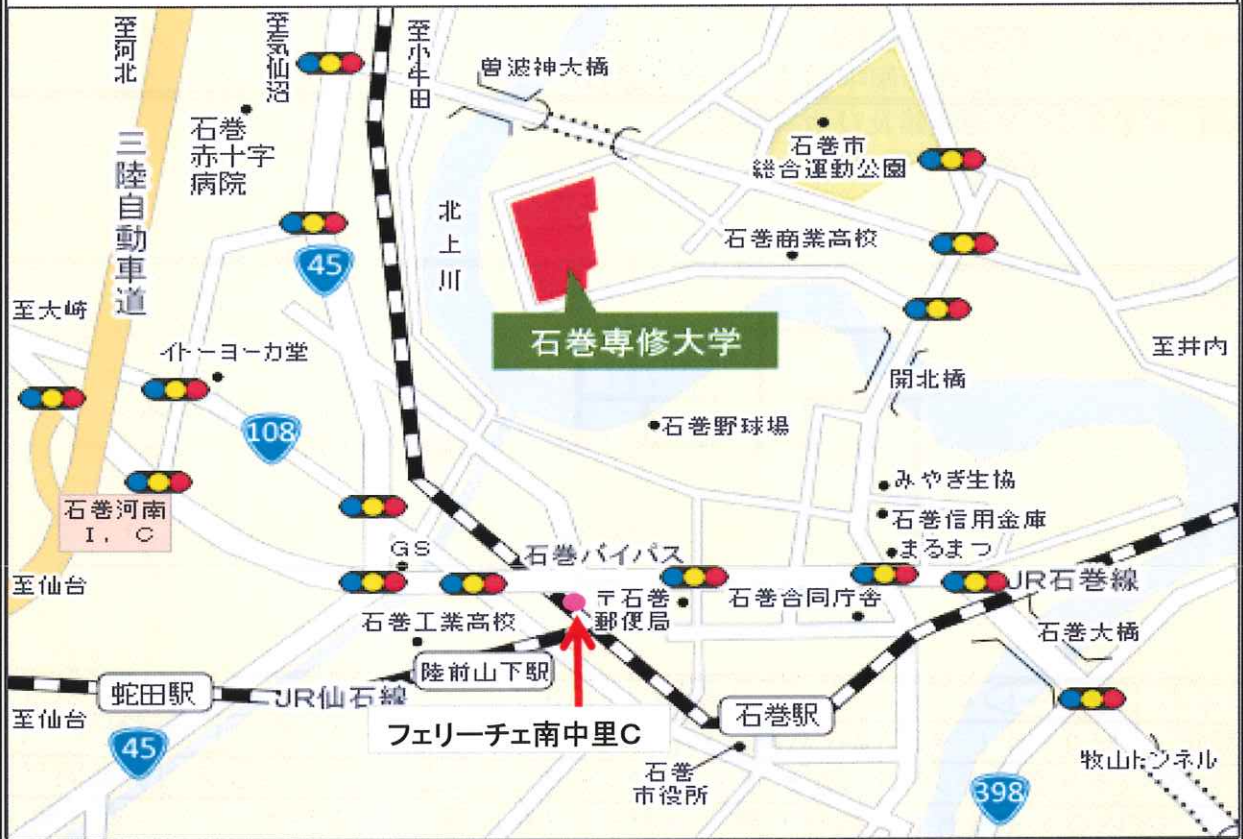 至河北
至気仙沼
至小牛田
曽波神大橋
石巻
赤十字
病院
石巻市
総合運動公園
三陸自動車道
北上川
石巻商業高校
45
至大崎
石巻専修大学
至井内
イトーヨーカ堂
開北橋
108
石巻野球場
みやぎ生協
石巻河南
I. C
石巻信用金庫
GS
石巻バイパス
まるまつ
至仙台
JR石巻線
〒石巻
郵便局
石巻合同庁舎
石巻工業高校
石巻大橋
陸前山下駅
蛇田駅
JR仙石線
至仙台
石巻駅
フェリーチェ南中里C
45
石巻
市役所
牧山トンネル
398